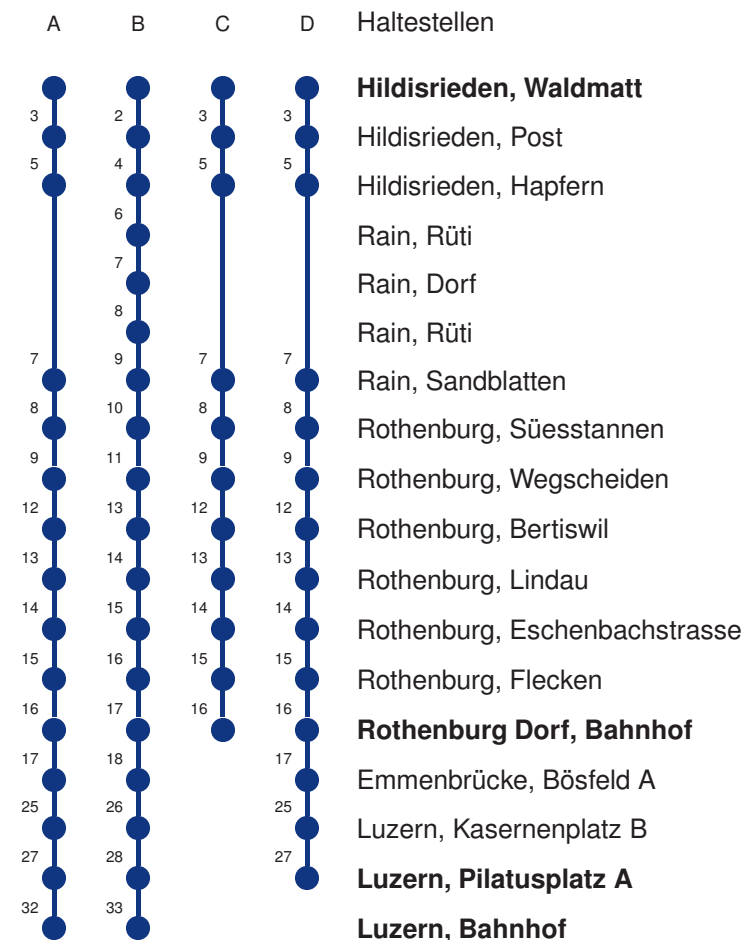 A B C D Haltestellen
Hildisrieden, Waldmatt
3 2 3 3 Hildisrieden, Post
5 4 5 5 Hildisrieden, Hapfern
6 Rain, Rüti
7 Rain, Dorf
8 Rain, Rüti
7 9 7 7 Rain, Sandblatten
8 10 8 8 Rothenburg, Süesstannen
9 11 9 9 Rothenburg, Wegscheiden
12 13 12 12 Rothenburg, Bertiswil
13 14 13 13 Rothenburg, Lindau
14 15 14 14 Rothenburg, Eschenbachstrasse
15 16 15 15 Rothenburg, Flecken
16 17 16 16 Rothenburg Dorf, Bahnhof
17 18 17 Emmenbrücke, Bösfeld A
25 26 25 Luzern, Kasernenplatz B
27 28 27 Luzern, Pilatusplatz A
32 33 Luzern, Bahnhof